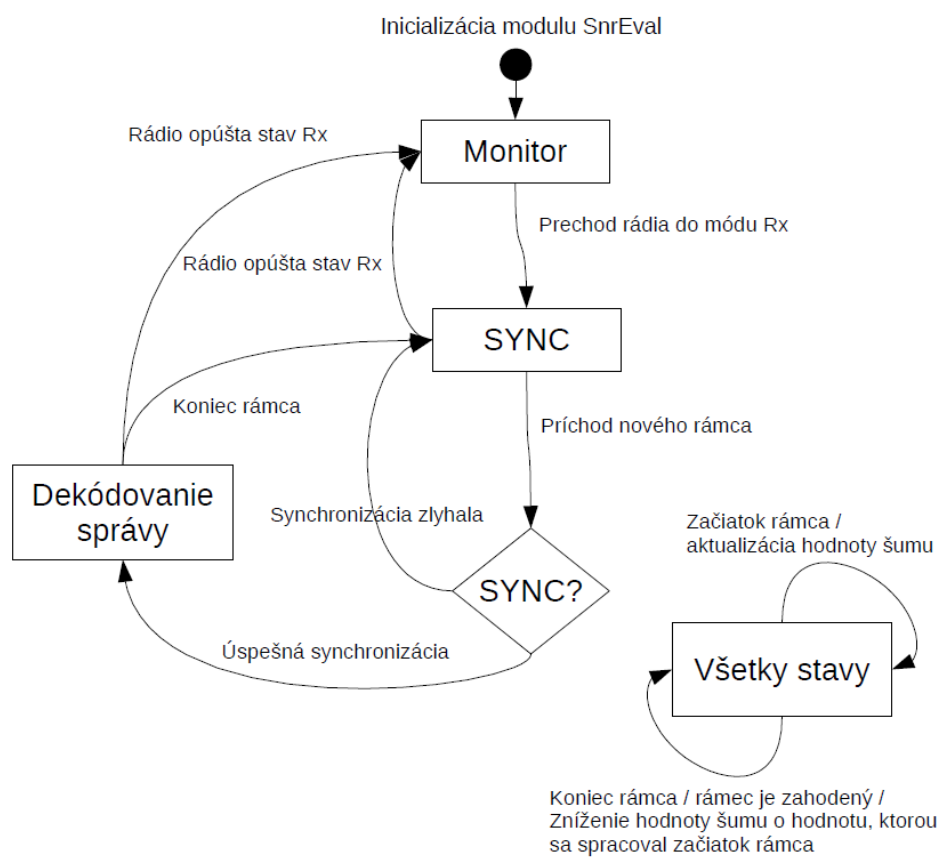 Inicializácia modulu SnrEval
Rádio opúšta stav Rx
Monitor
Prechod rádia do módu Rx
Rádio opúšta stav Rx
SYNC
Koniec rámca
Príchod nového rámca
Dekódovanie
správy
Synchronizácia zlyhala
Začiatok rámca /
aktualizácia hodnoty šumu
SYNC?
Úspešná synchronizácia
Všetky stavy
Koniec rámca / rámec je zahodený /
Zníženie hodnoty šumu o hodnotu, ktorou
sa spracoval začiatok rámca